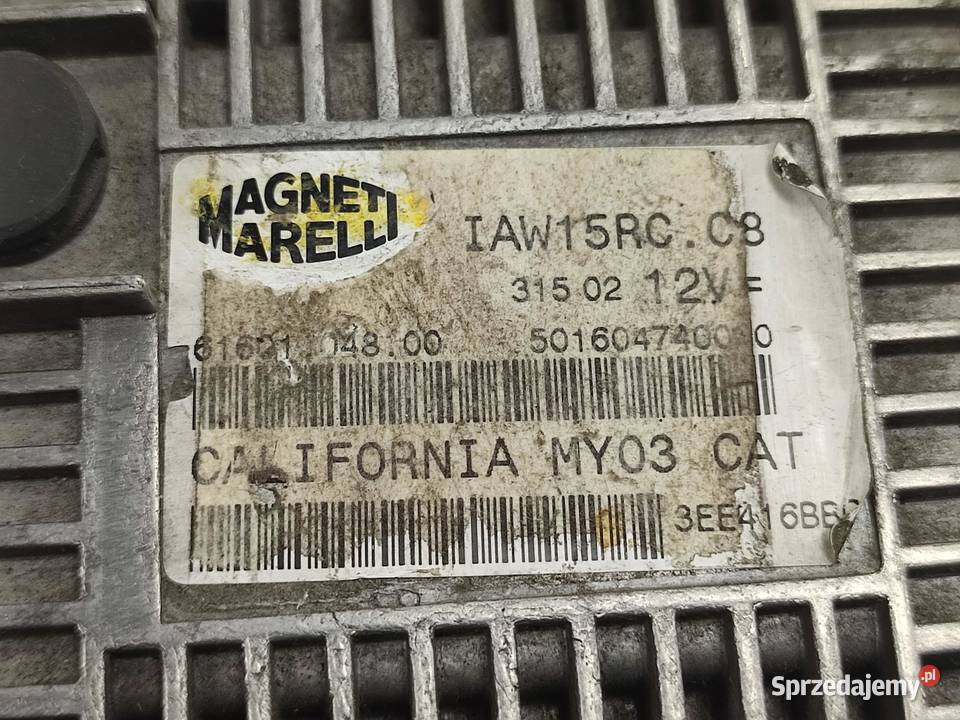 MAGNETI
MARELLI
IAW15RC.C8
315 02 12V=
CALIFORNIA MY03 CAT
Sprzedajemy.pl